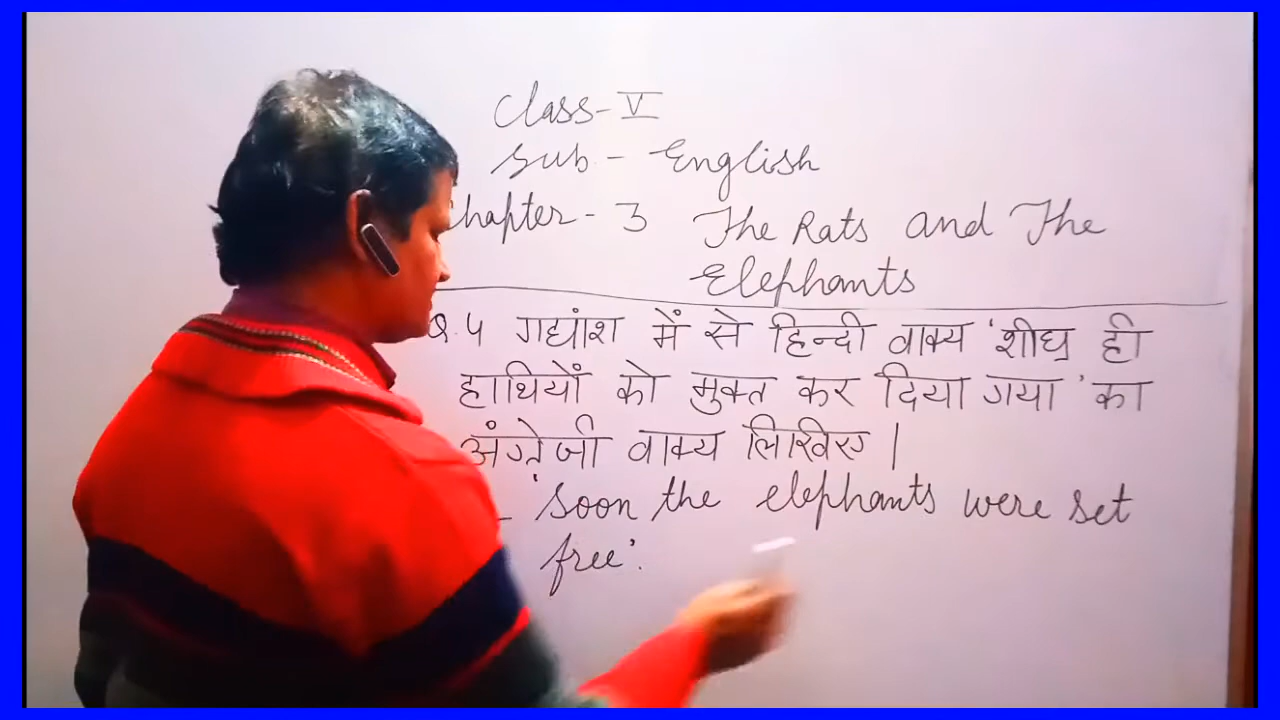 Class-V
Sub - English
Chapter - 3 The Rats and The
Elephants
Q.4 गद्यांश में से हिन्दी वाक्य 'शीघ्र ही
हाथियों को मुक्त कर दिया गया' का
अंग्रेजी वाक्य लिखिए।
- 'Soon the elephants were set
free'.